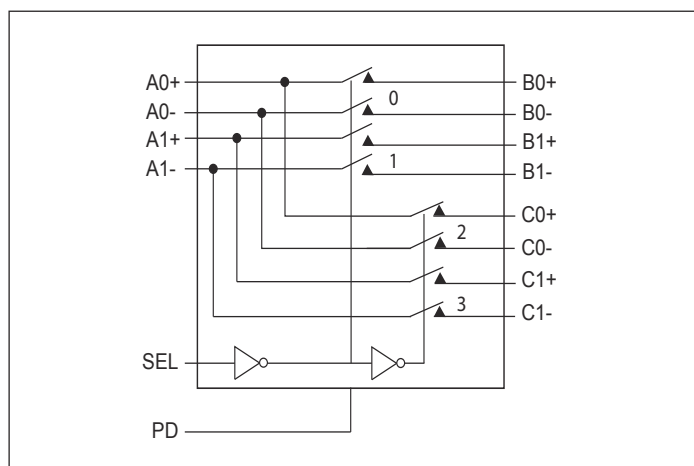 A0+
B0+
0
A0-
B0-
A1+
B1+
1
A1-
B1-
C0+
2
C0-
C1+
3
C1-
SEL
PD